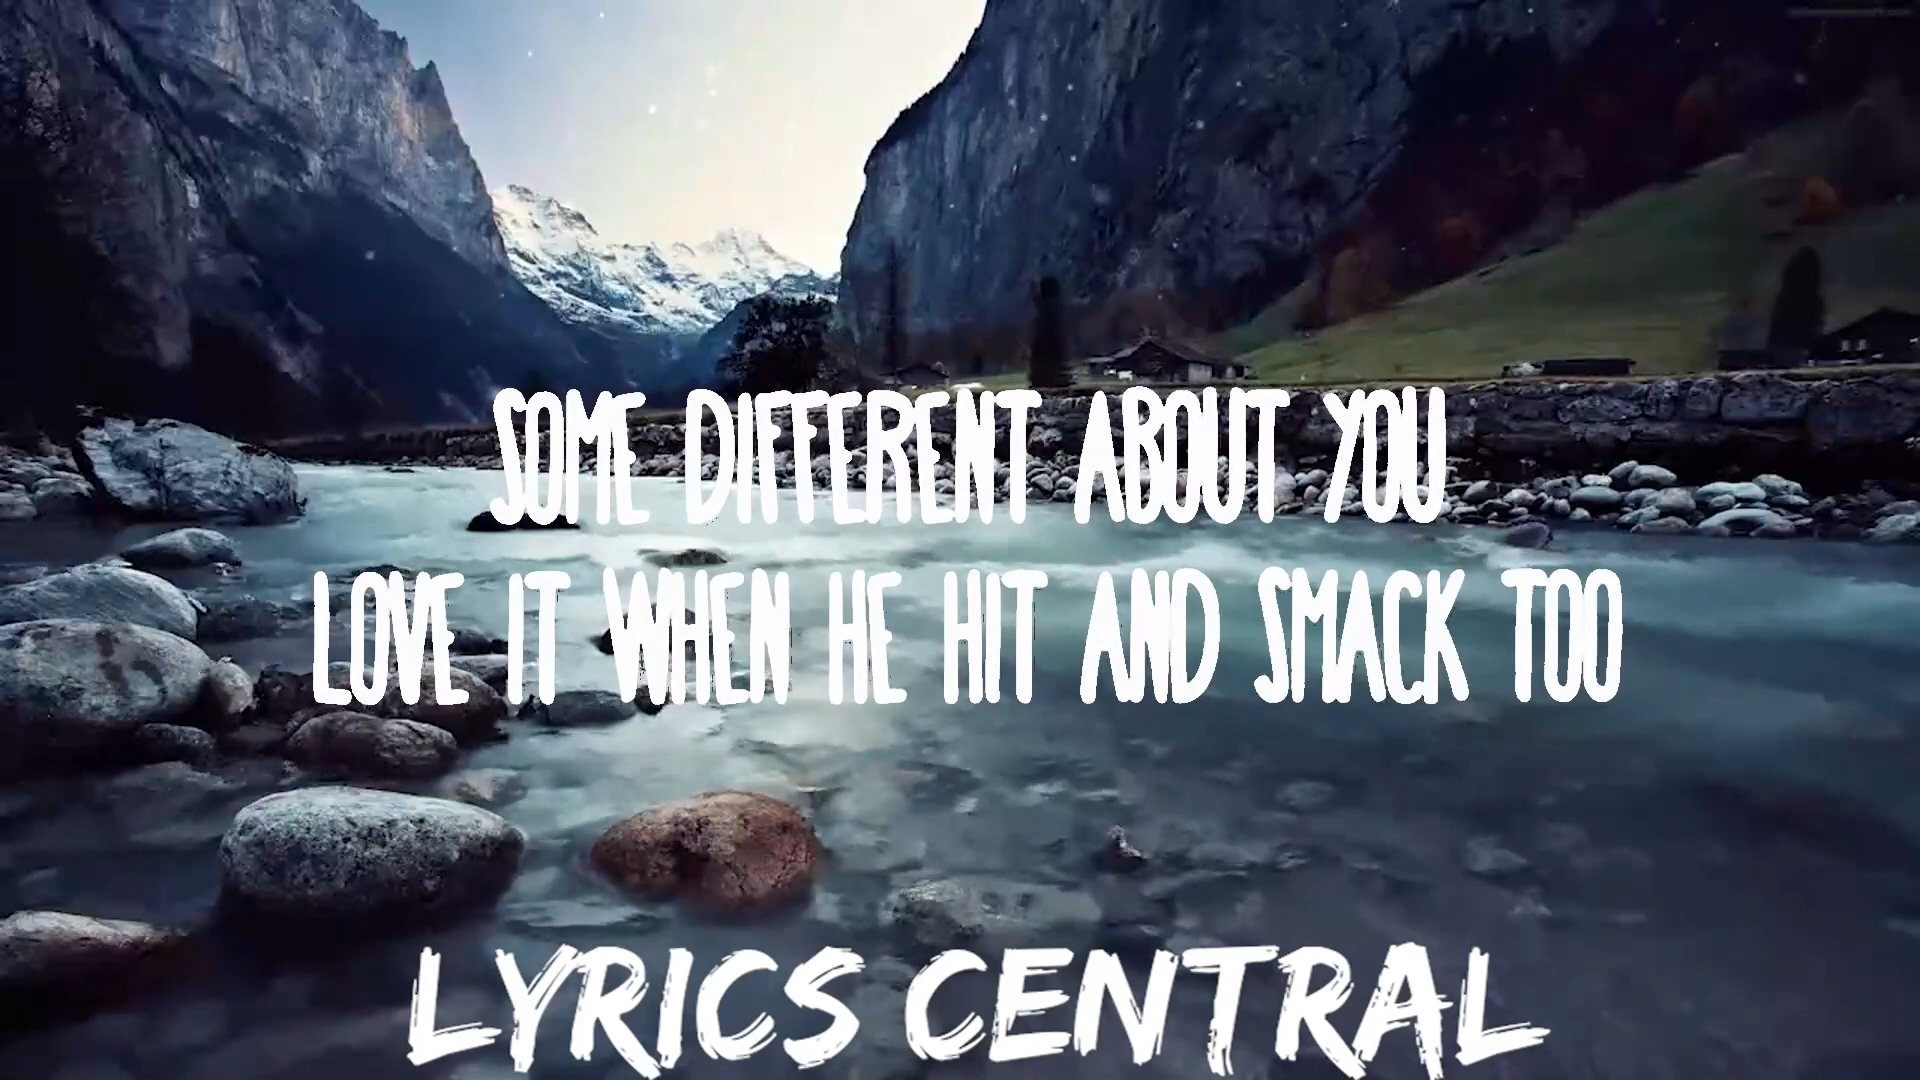 SOME DIFFERENT ABOUT YOU
LOVE IT WHEN HE HIT AND SMACK TOO
LYRICS CENTRAL